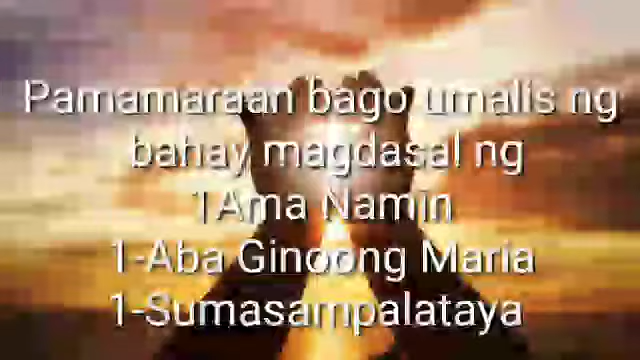 Pamamaraan bago umalis ng
bahay magdasal ng
1Ama Namin
1-Aba Ginoong Maria
1-Sumasampalataya